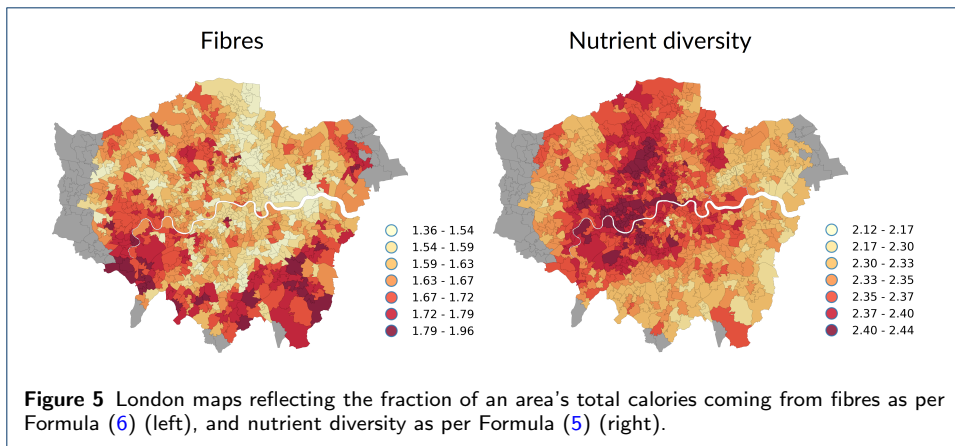 Fibres
Nutrient diversity
1.36 - 1.54
1.54 - 1.59
1.59 - 1.63
1.63 - 1.67
1.67 - 1.72
1.72 - 1.79
1.79 - 1.96
2.12 - 2.17
2.17 - 2.30
2.30 - 2.33
2.33 - 2.35
2.35 - 2.37
2.37 - 2.40
2.40 - 2.44
Figure 5 London maps reflecting the fraction of an area's total calories coming from fibres as per
Formula (6) (left), and nutrient diversity as per Formula (5) (right).